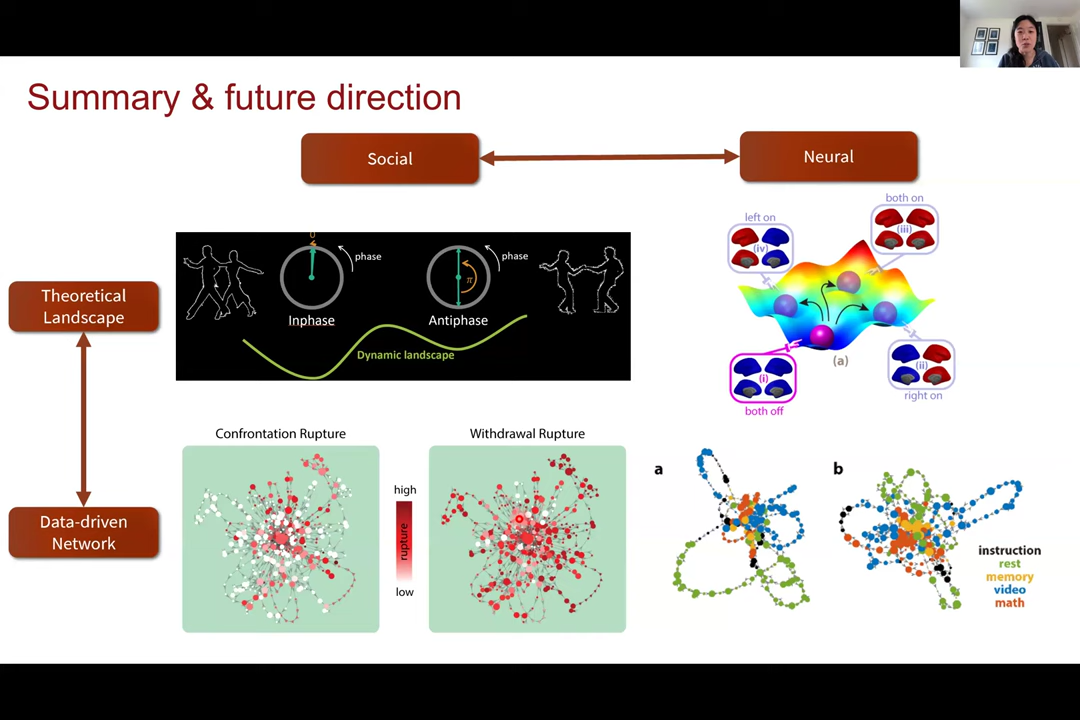 Summary & future direction
Social
Neural
Theoretical
Landscape
Data-driven
Network
phase
π
phase
Inphase
Antiphase
Dynamic landscape
both on
left on
(iii)
(iv)
(a)
(i)
(ii)
both off
right on
Confrontation Rupture
Withdrawal Rupture
high
rupture
low
a
b
instruction
rest
memory
video
math